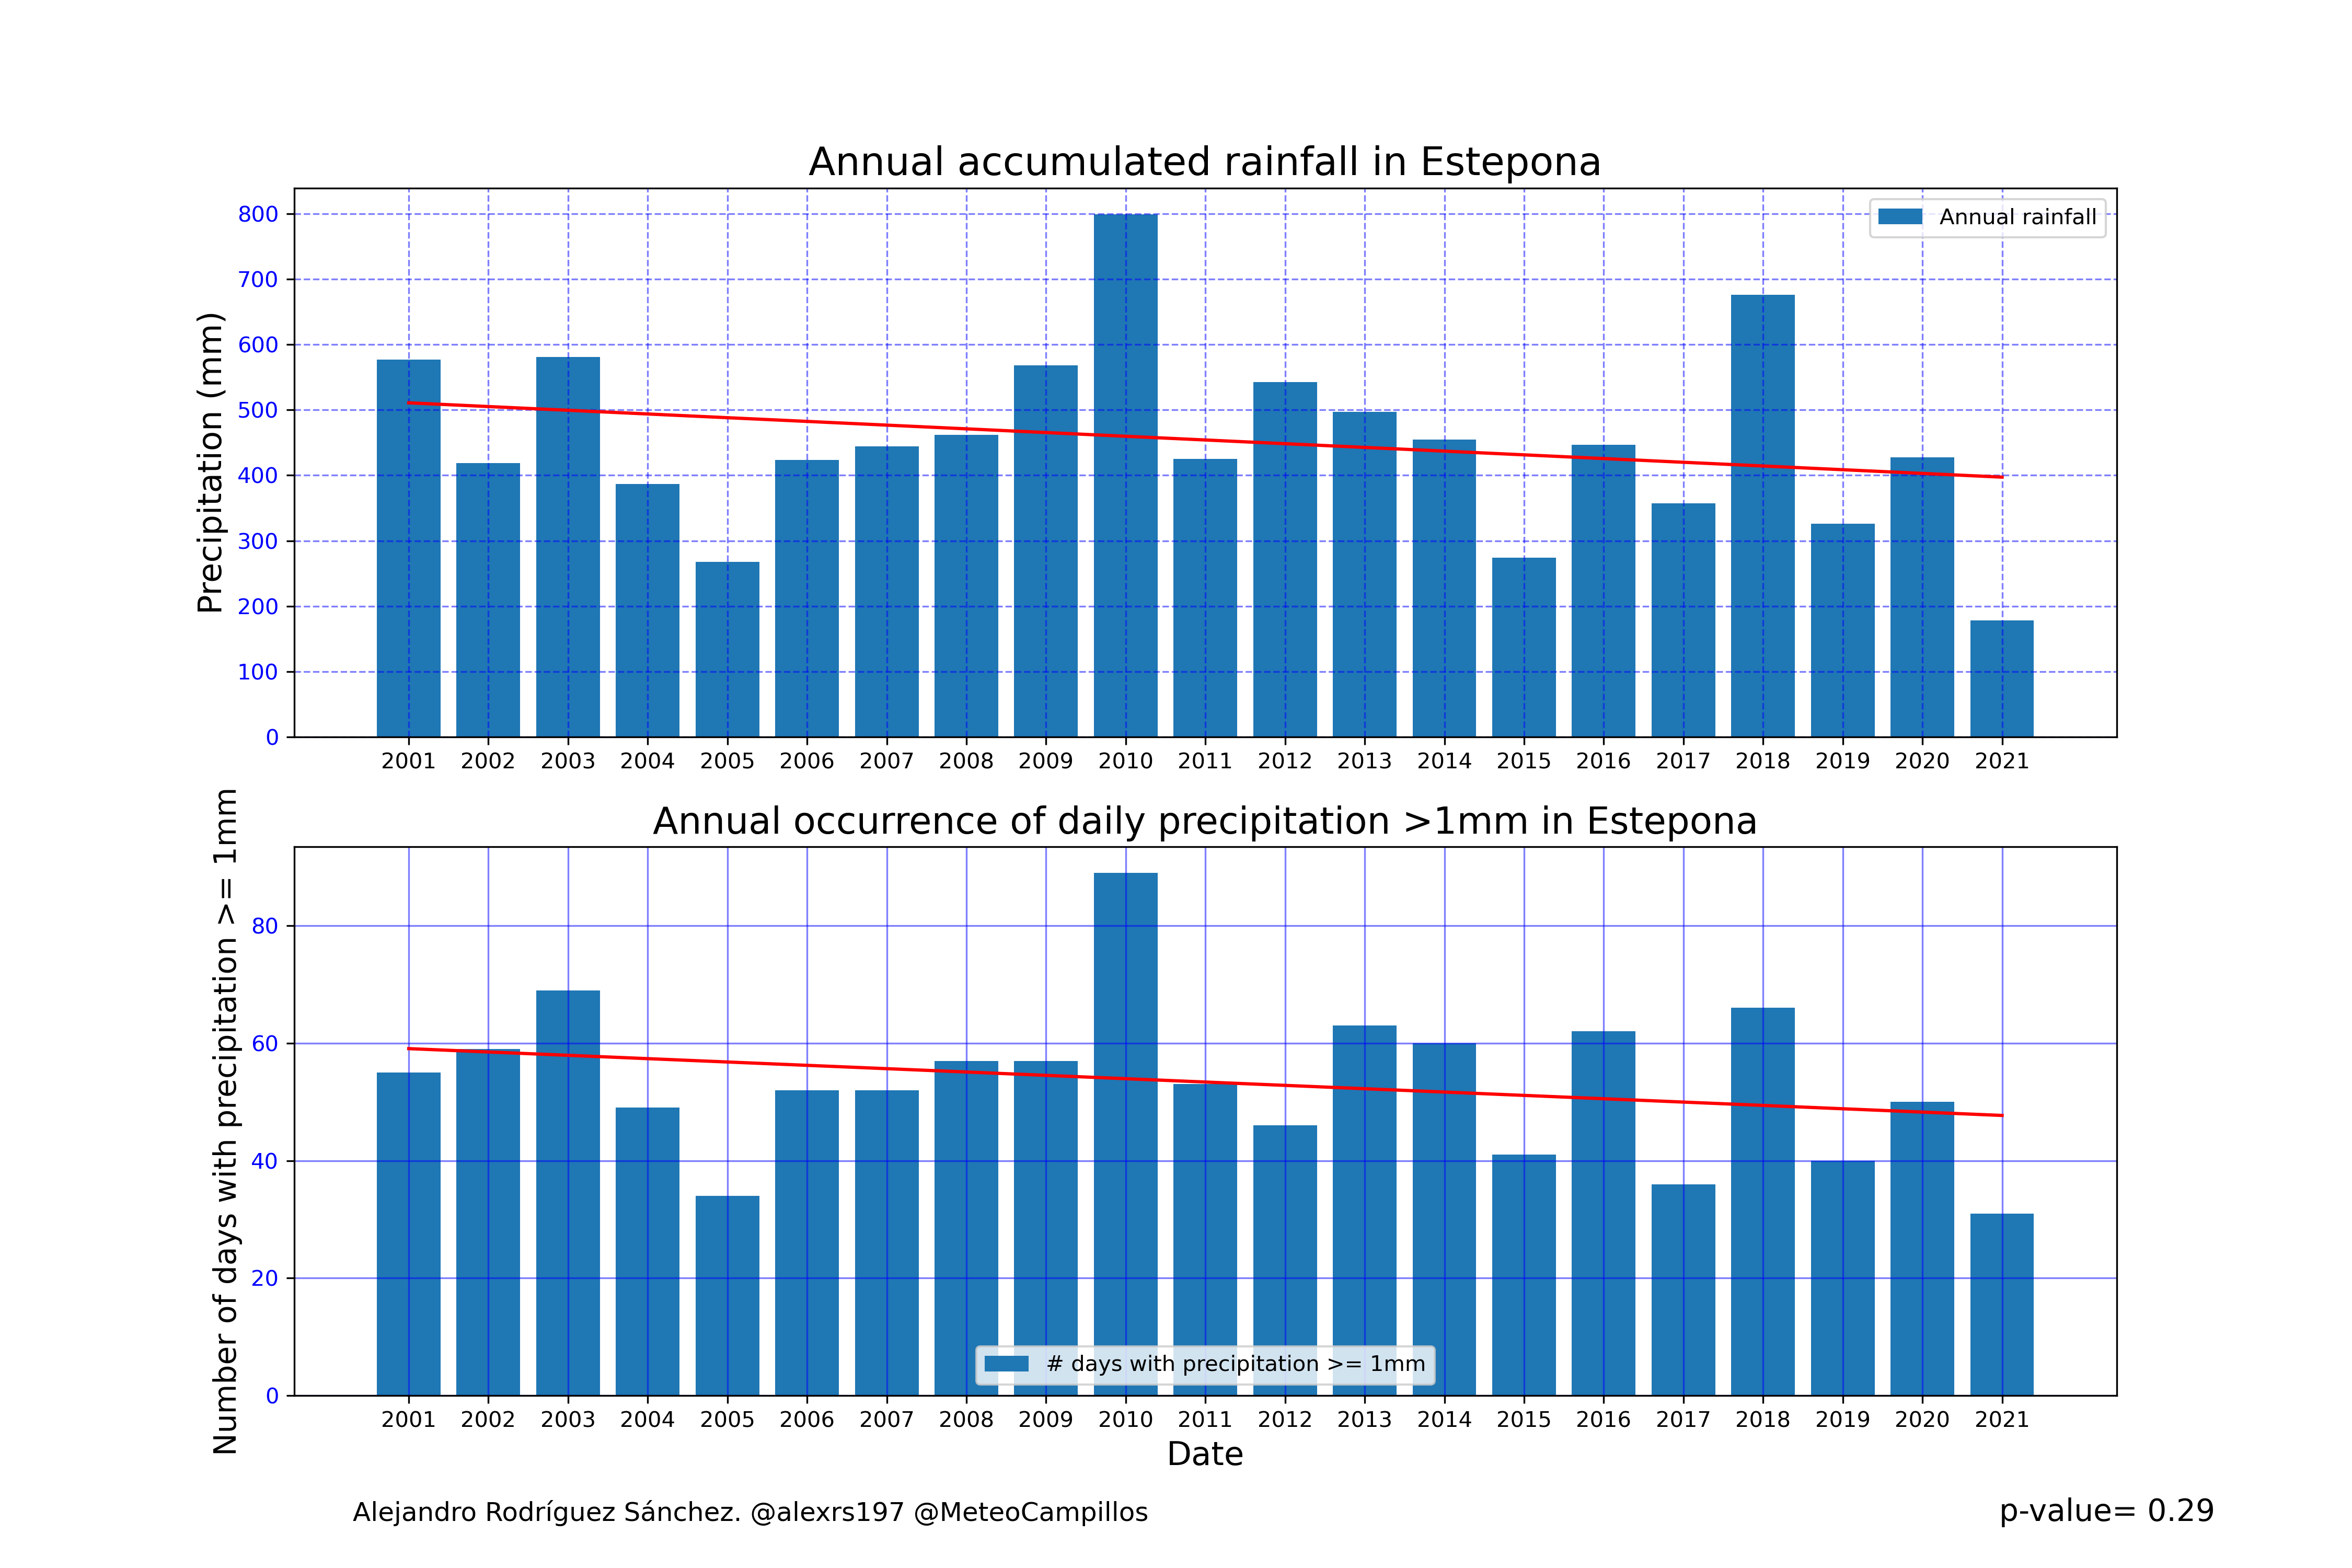 Annual accumulated rainfall in Estepona
Precipitation (mm)
800
700
600
500
400
300
200
100
0
Annual rainfall
2001 2002 2003 2004 2005 2006 2007 2008 2009 2010 2011 2012 2013 2014 2015 2016 2017 2018 2019 2020 2021
Annual occurrence of daily precipitation >1mm in Estepona
Number of days with precipitation >= 1mm
80
60
40
20
0
# days with precipitation >= 1mm
2001 2002 2003 2004 2005 2006 2007 2008 2009 2010 2011 2012 2013 2014 2015 2016 2017 2018 2019 2020 2021
Date
Alejandro Rodríguez Sánchez. @alexrs197 @MeteoCampillos
p-value= 0.29